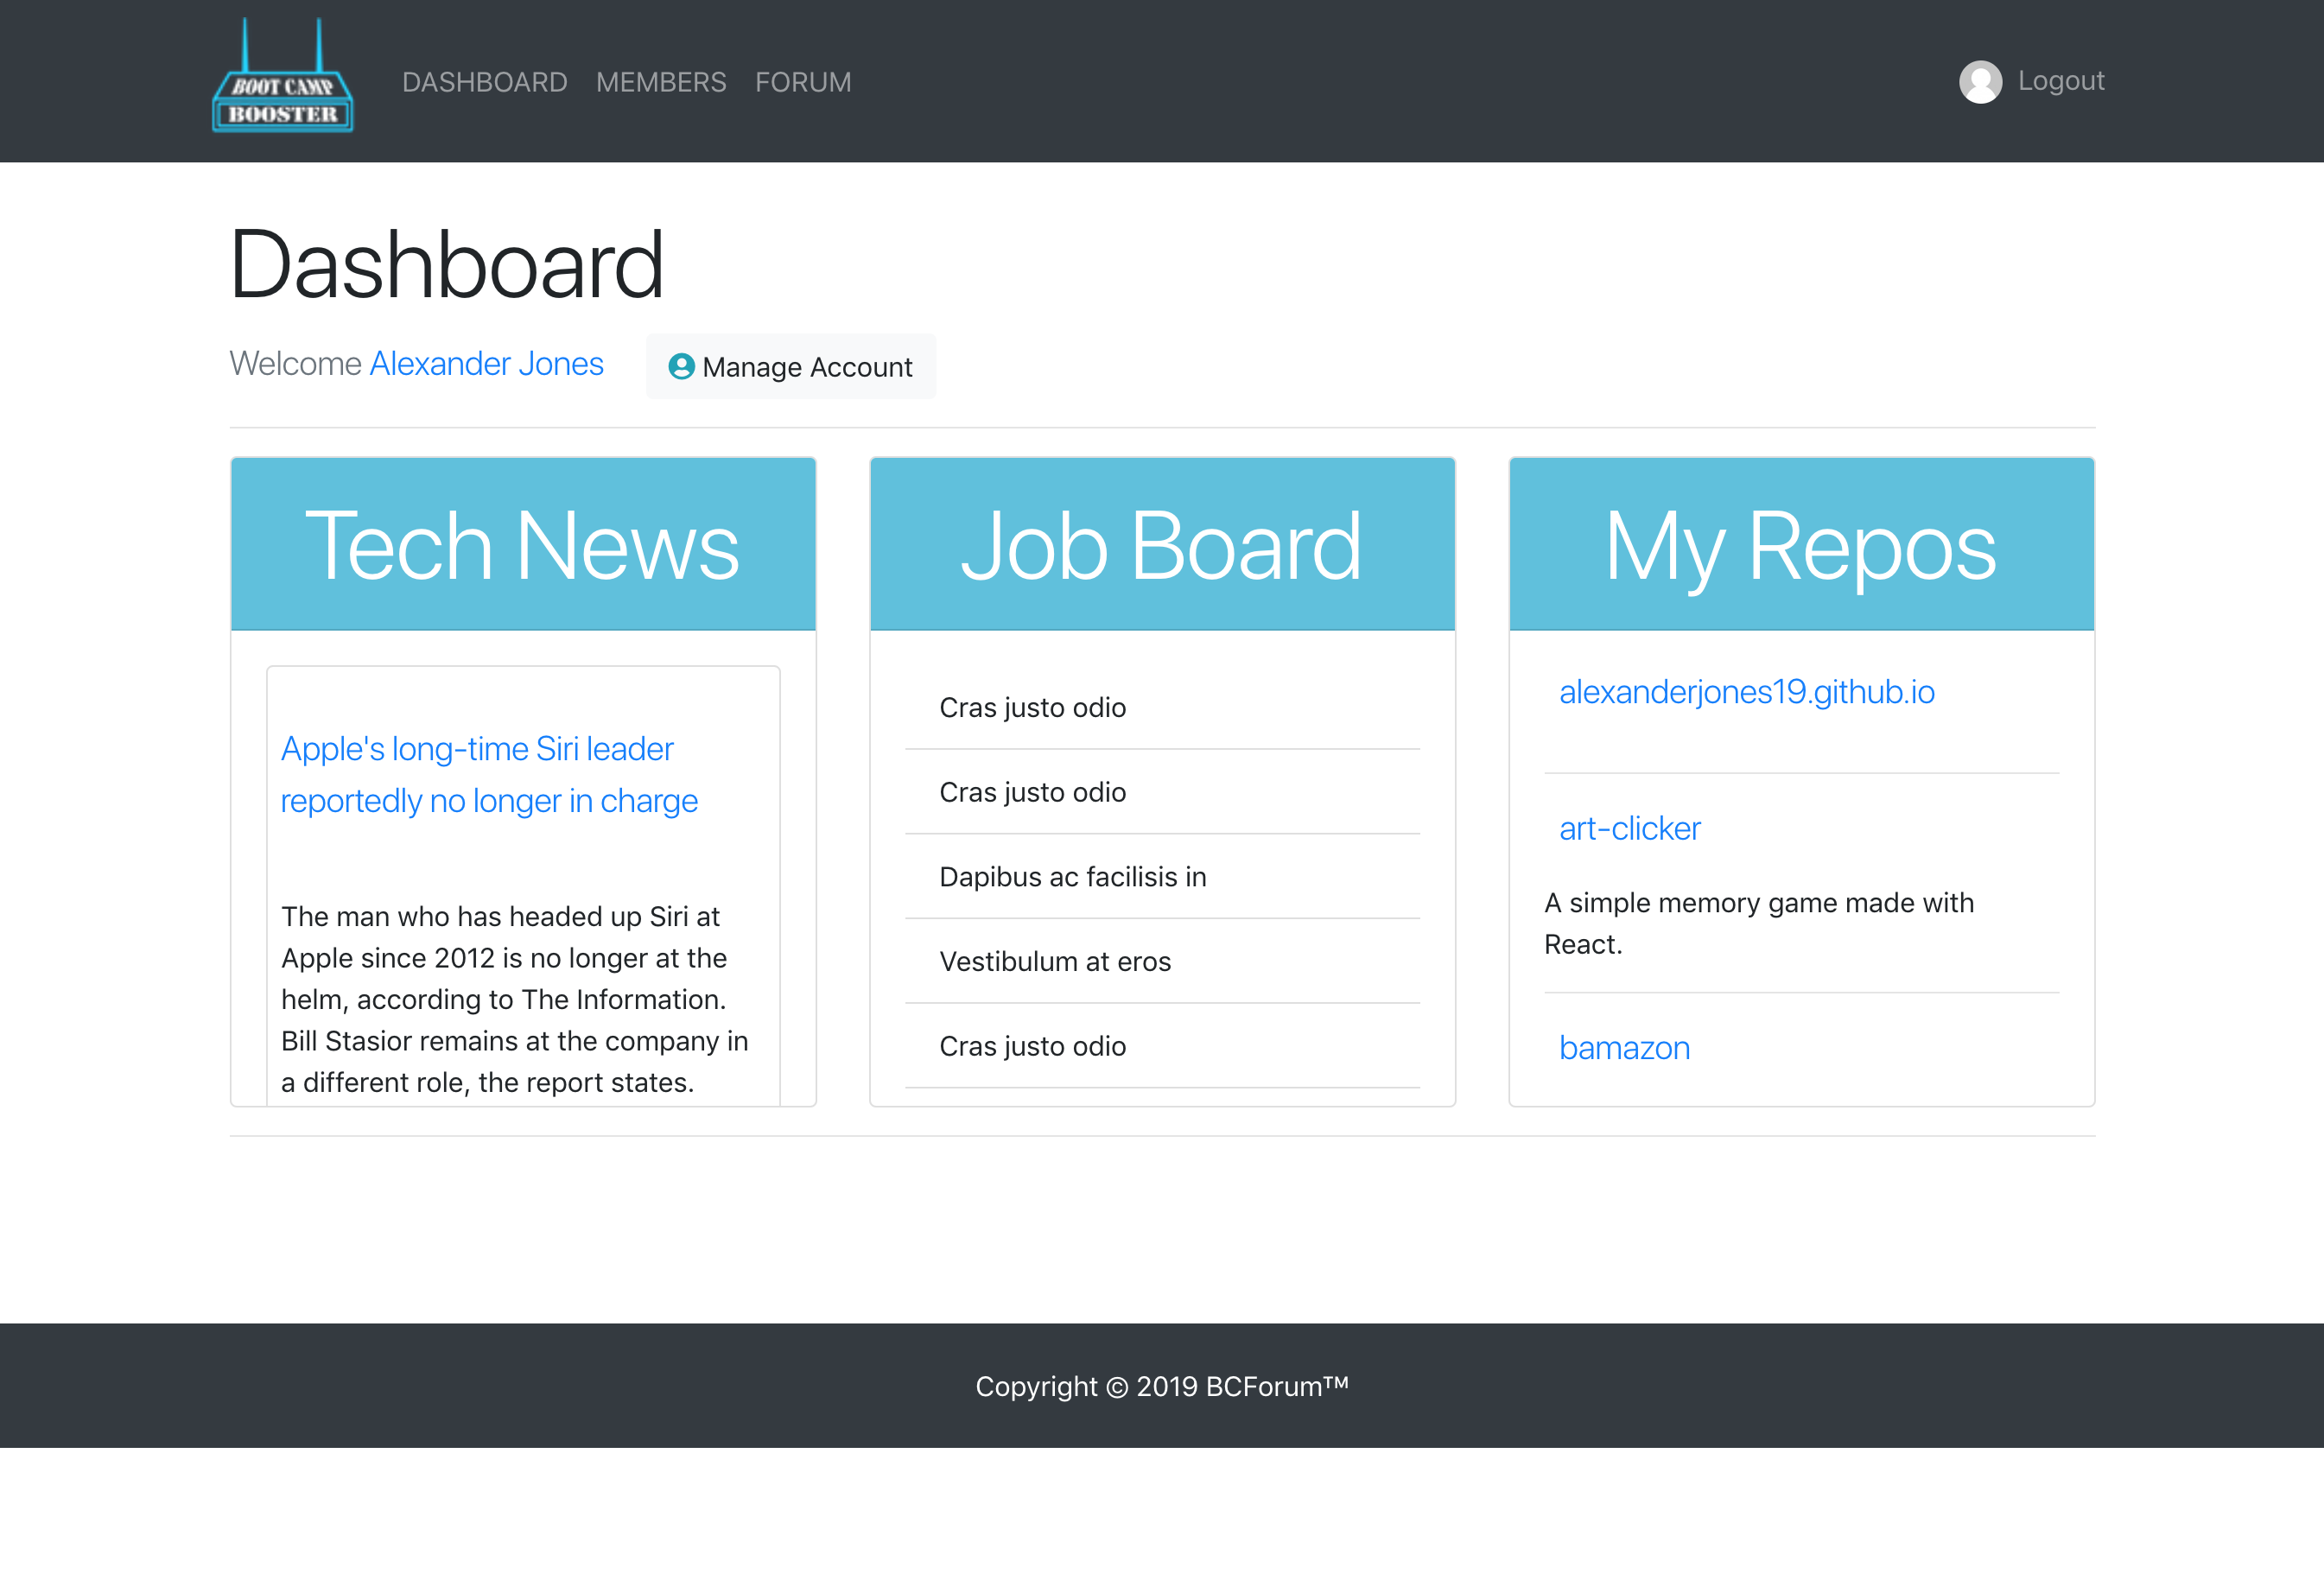 BOOT CAMP
BOOSTER
DASHBOARD MEMBERS FORUM
Logout
Dashboard
Welcome Alexander Jones
Manage Account
Tech News
Apple's long-time Siri leader
reportedly no longer in charge
The man who has headed up Siri at
Apple since 2012 is no longer at the
helm, according to The Information.
Bill Stasior remains at the company in
a different role, the report states.
Job Board
Cras justo odio
Cras justo odio
Dapibus ac facilisis in
Vestibulum at eros
Cras justo odio
My Repos
alexanderjones19.github.io
art-clicker
A simple memory game made with
React.
bamazon
Copyright © 2019 BCForum™